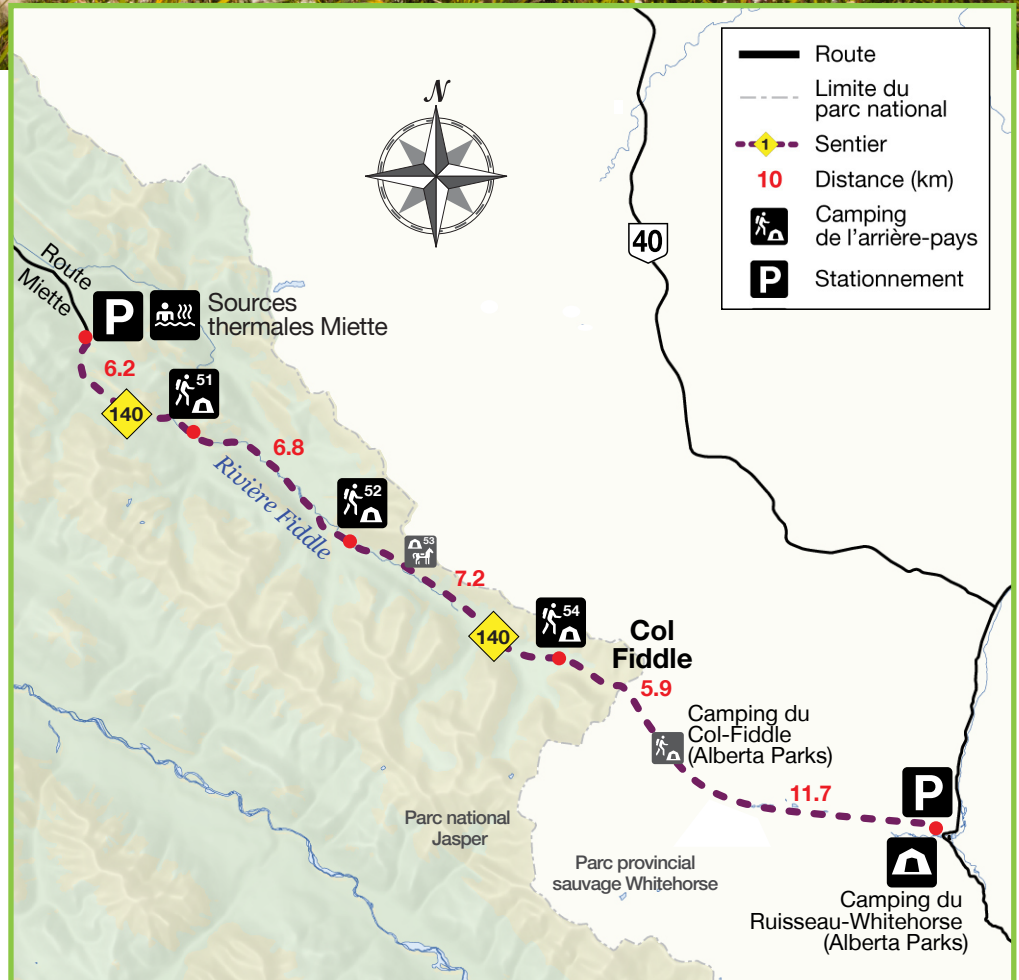 N
Route
Limite du
parc national
1
Sentier
10
Distance (km)
Camping
de l'arrière-pays
P
Stationnement
40
Route
Miette
P
Sources
thermales Miette
6.2
140
51
6.8
Rivière Fiddle
52
53
7.2
140
54
Col
Fiddle
5.9
Camping du
Col-Fiddle
(Alberta Parks)
11.7
P
Parc national
Jasper
Parc provincial
sauvage Whitehorse
Camping du
Ruisseau-Whitehorse
(Alberta Parks)